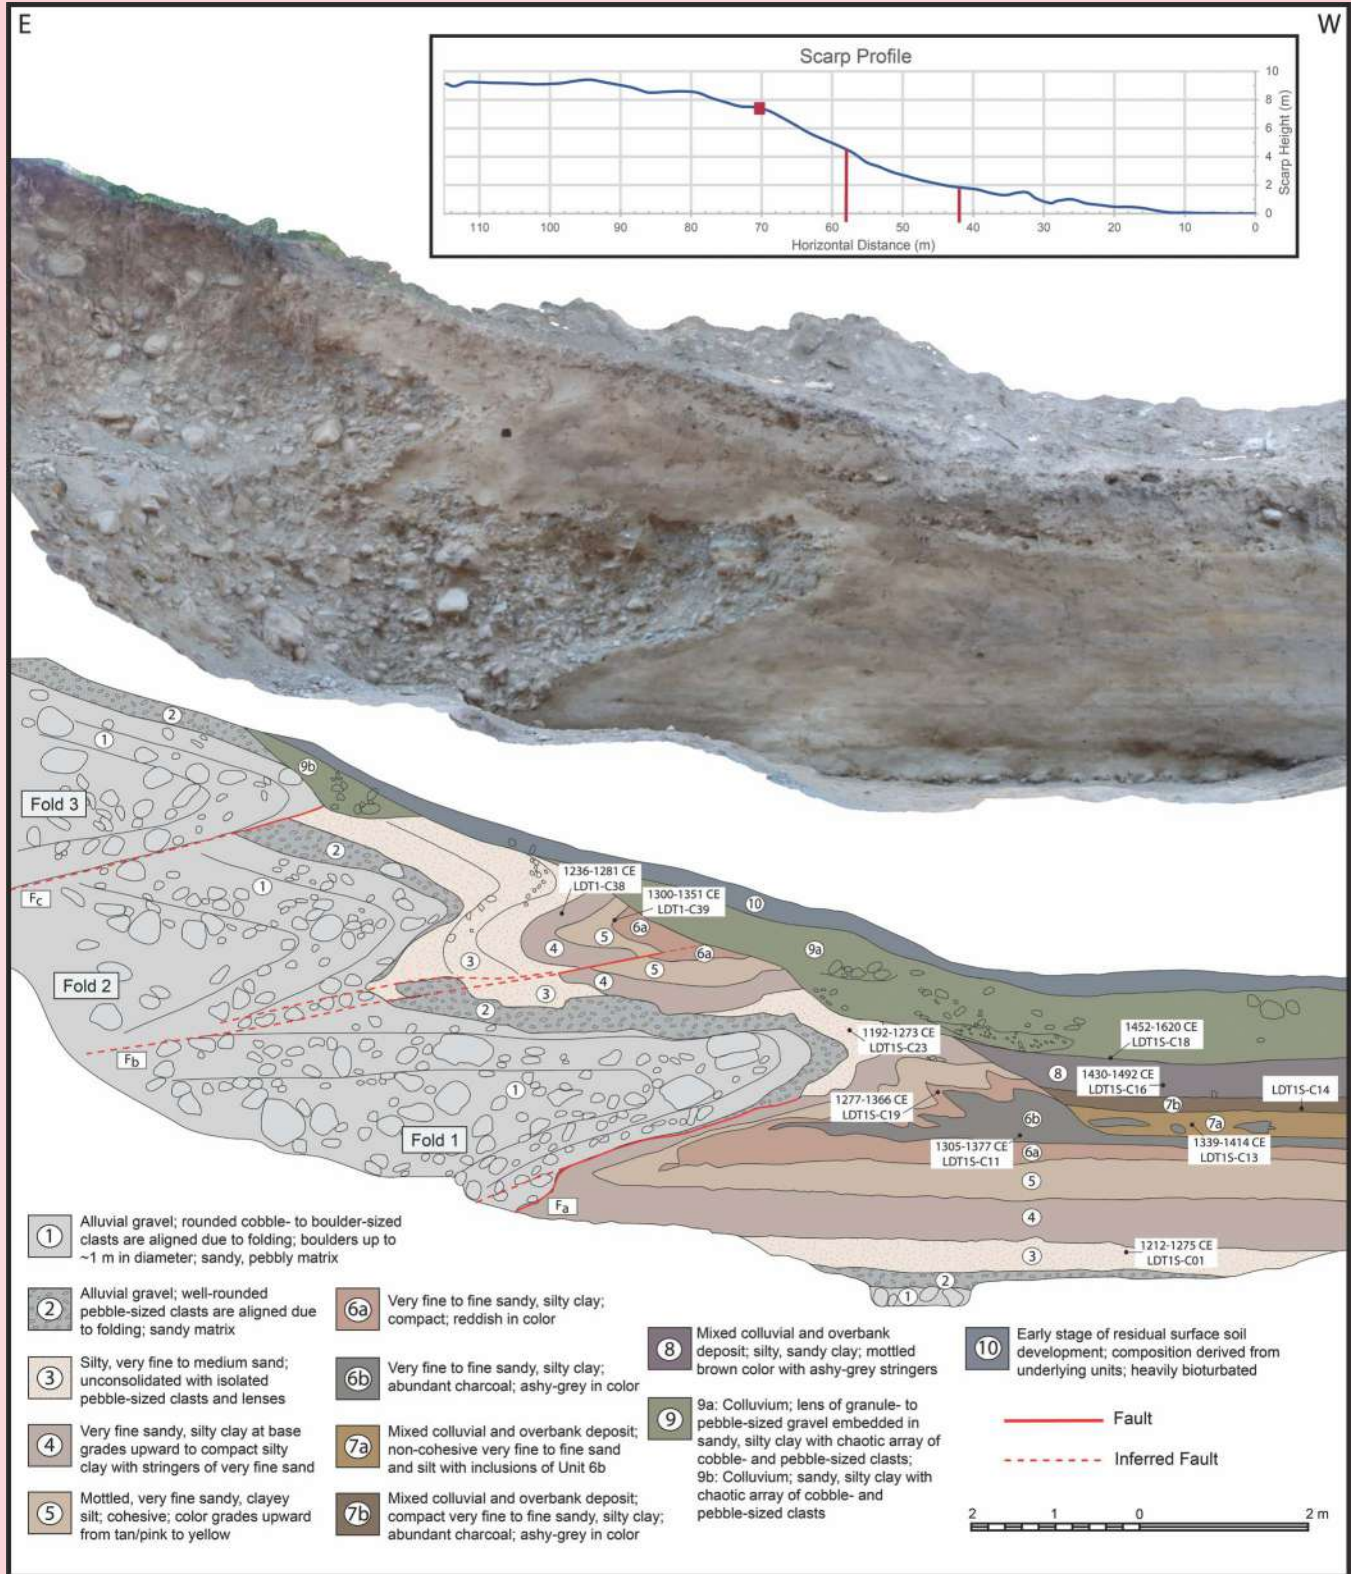 E
W
Scarp Profile
10
8
6
4
2
0
Scarp Height (m)
110 100 90 80 70 60 50 40 30 20 10 0
Horizontal Distance (m)
2
1
9b
Fold 3
2
1
Fc
1236-1281 CE
LDT1-C38
1300-1351 CE
LDT1-C39
10
6a
5
4
6a
9a
3
5
4
Fold 2
3
2
Fb
1192-1273 CE
LDT1S-C23
1452-1620 CE
LDT1S-C18
8
1430-1492 CE
LDT1S-C16
LDT1S-C14
1
1277-1366 CE
LDT1S-C19
7b
6b
7a
Fold 1
1305-1377 CE
LDT1S-C11
6a
1339-1414 CE
LDT1S-C13
5
Fa
4
3
1212-1275 CE
LDT1S-C01
2
1
1 Alluvial gravel; rounded cobble- to boulder-sized
clasts are aligned due to folding; boulders up to
~1 m in diameter; sandy, pebbly matrix
2 Alluvial gravel; well-rounded
pebble-sized clasts are aligned due
to folding; sandy matrix
3 Silty, very fine to medium sand;
unconsolidated with isolated
pebble-sized clasts and lenses
4 Very fine sandy, silty clay at base
grades upward to compact silty
clay with stringers of very fine sand
5 Mottled, very fine sandy, clayey
silt; cohesive; color grades upward
from tan/pink to yellow
6a Very fine to fine sandy, silty clay;
compact; reddish in color
6b Very fine to fine sandy, silty clay;
abundant charcoal; ashy-grey in color
7a Mixed colluvial and overbank deposit;
non-cohesive very fine to fine sand
and silt with inclusions of Unit 6b
7b Mixed colluvial and overbank deposit;
compact very fine to fine sandy, silty clay;
abundant charcoal; ashy-grey in color
8 Mixed colluvial and overbank
deposit; silty, sandy clay; mottled
brown color with ashy-grey stringers
9 9a: Colluvium; lens of granule- to
pebble-sized gravel embedded in
sandy, silty clay with chaotic array of
cobble- and pebble-sized clasts;
9b: Colluvium; sandy, silty clay with
chaotic array of cobble- and
pebble-sized clasts
10 Early stage of residual surface soil
development; composition derived from
underlying units; heavily bioturbated
Fault
Inferred Fault
2 1 0 2 m